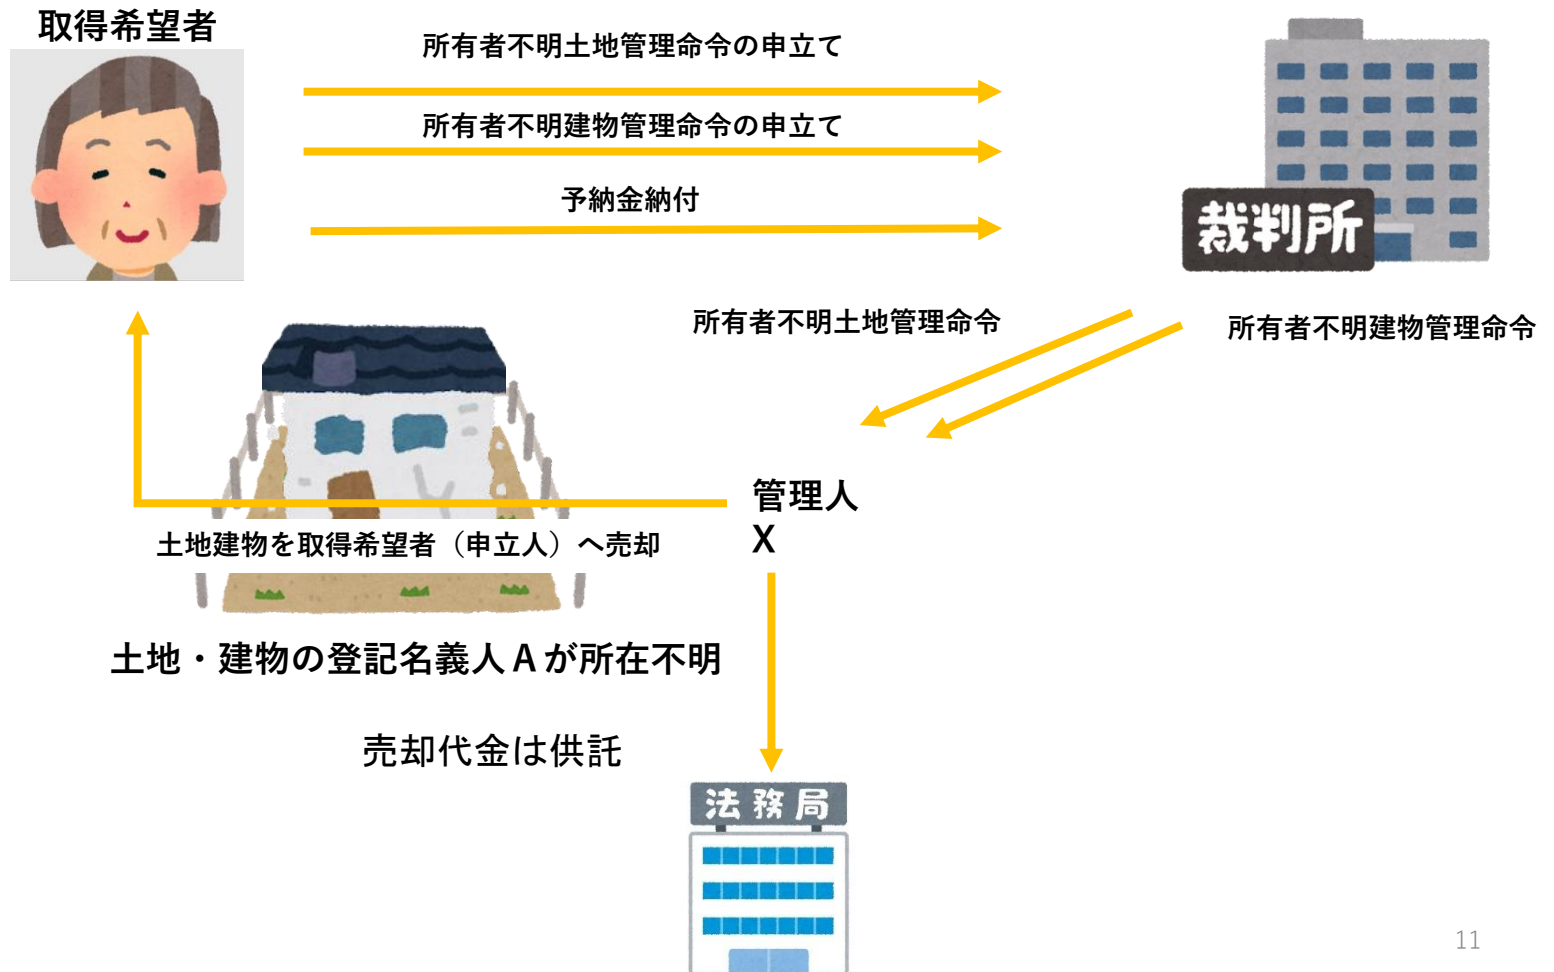 取得希望者
所有者不明土地管理命令の申立て
所有者不明建物管理命令の申立て
予納金納付
裁判所
所有者不明土地管理命令
所有者不明建物管理命令
管理人
X
土地建物を取得希望者（申立人）へ売却
土地・建物の登記名義人Ａが所在不明
売却代金は供託
法務局
11